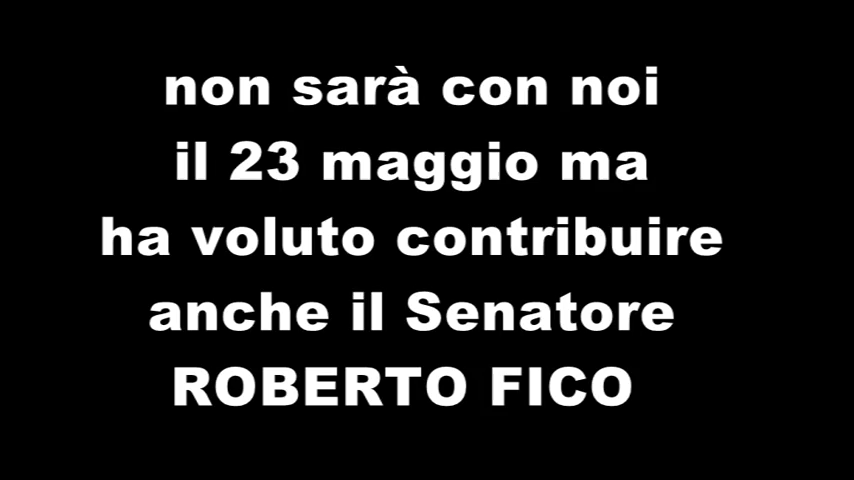 non sarà con noi
il 23 maggio ma
ha voluto contribuire
anche il Senatore
ROBERTO FICO